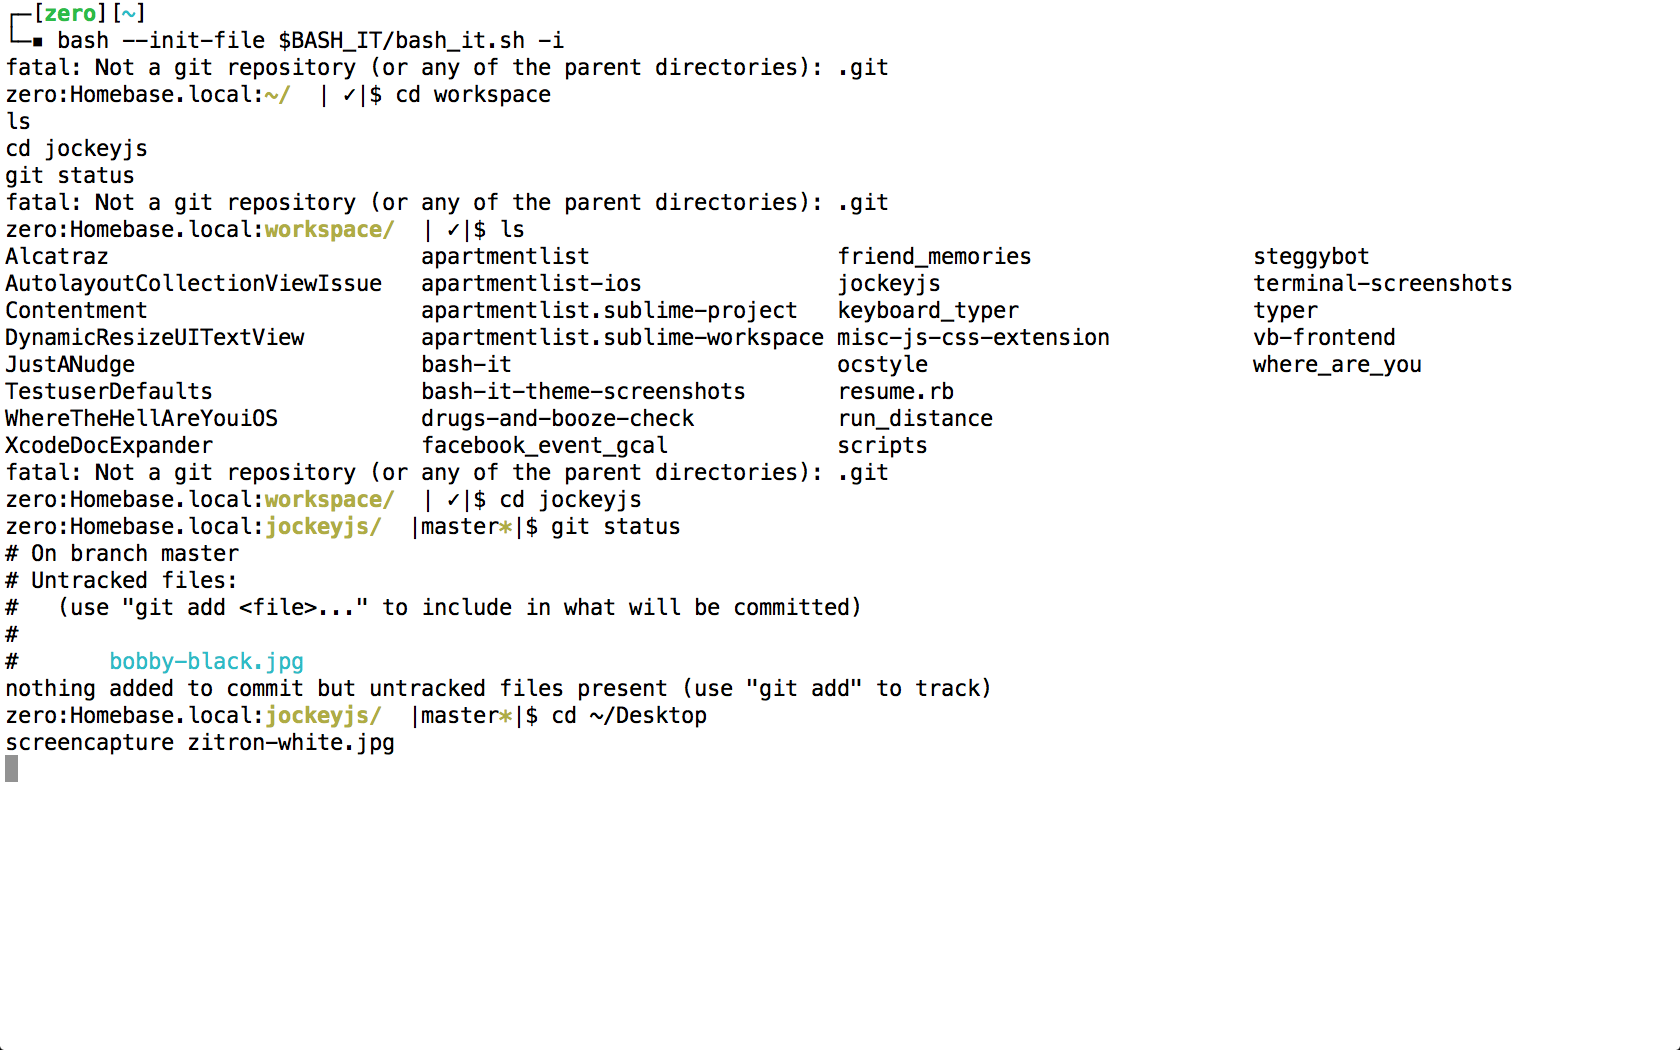 ┌─[zero][~]
└─▪ bash --init-file $BASH_IT/bash_it.sh -i
fatal: Not a git repository (or any of the parent directories): .git
zero:Homebase.local:~/  | ✓|$ cd workspace
ls
cd jockeyjs
git status
fatal: Not a git repository (or any of the parent directories): .git
zero:Homebase.local:workspace/  | ✓|$ ls
Alcatraz                        apartmentlist                   friend_memories                 steggybot
AutolayoutCollectionViewIssue   apartmentlist-ios               jockeyjs                        terminal-screenshots
Contentment                     apartmentlist.sublime-project   keyboard_typer                  typer
DynamicResizeUITextView         apartmentlist.sublime-workspace misc-js-css-extension           vb-frontend
JustANudge                      bash-it                         ocstyle                         where_are_you
TestuserDefaults                bash-it-theme-screenshots       resume.rb
WhereTheHellAreYouiOS           drugs-and-booze-check           run_distance
XcodeDocExpander                facebook_event_gcal             scripts
fatal: Not a git repository (or any of the parent directories): .git
zero:Homebase.local:workspace/  | ✓|$ cd jockeyjs
zero:Homebase.local:jockeyjs/  |master*|$ git status
# On branch master
# Untracked files:
#   (use "git add <file>..." to include in what will be committed)
#
#       bobby-black.jpg
nothing added to commit but untracked files present (use "git add" to track)
zero:Homebase.local:jockeyjs/  |master*|$ cd ~/Desktop
screencapture zitron-white.jpg